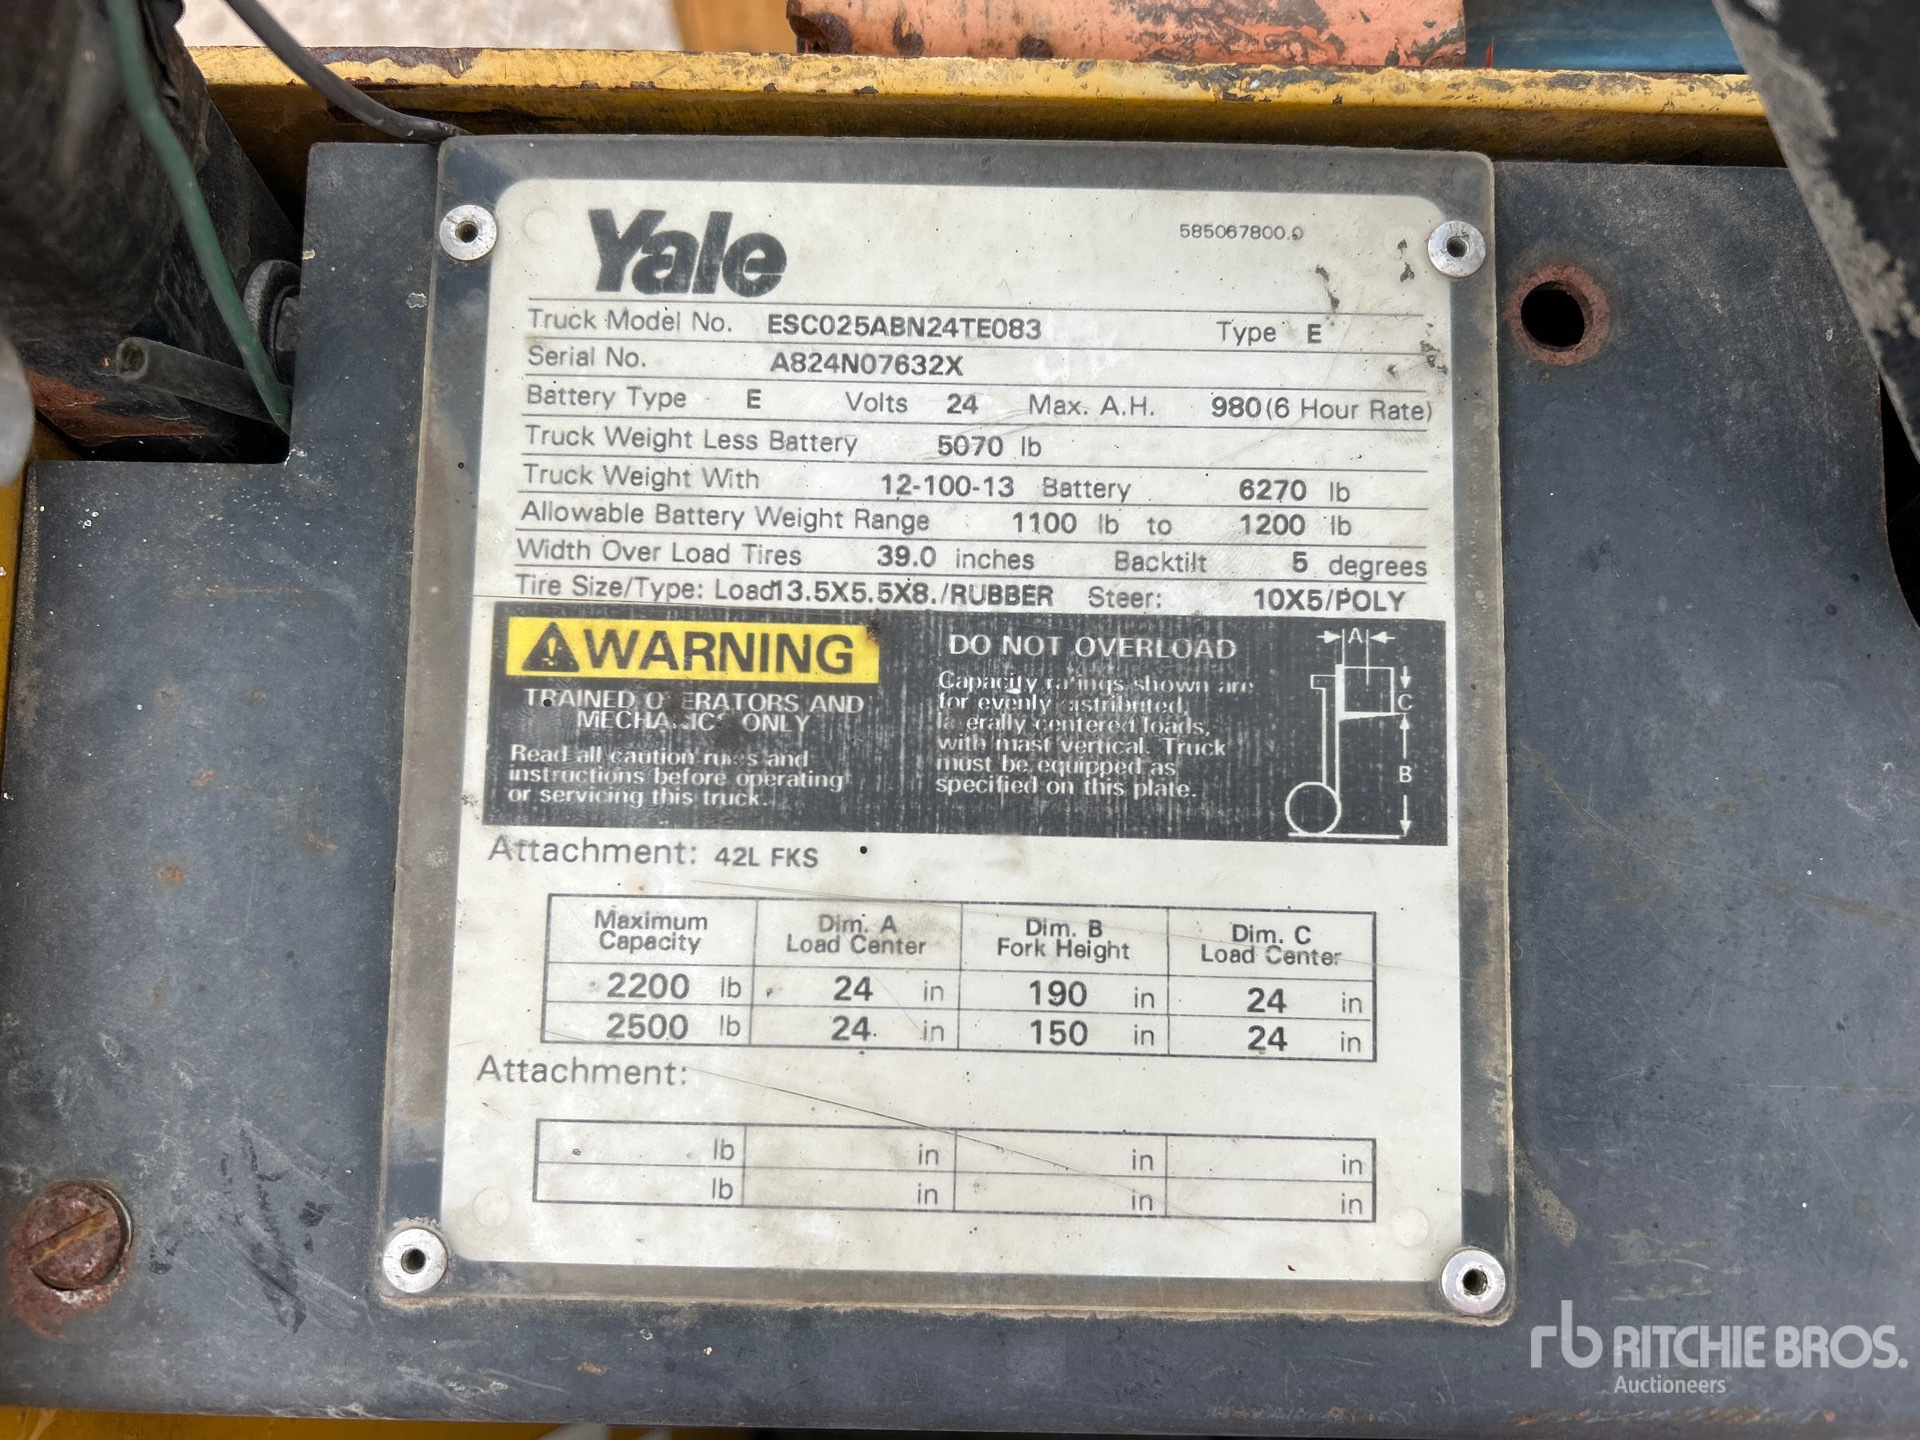 Yale
585067800.0
Truck Model No. ESC025ABN24TE083 Type E
Serial No. A824N07632X
Battery Type E Volts 24 Max. A.H. 980 (6 Hour Rate)
Truck Weight Less Battery 5070 lb
Truck Weight With 12-100-13 Battery 6270 lb
Allowable Battery Weight Range 1100 lb to 1200 lb
Width Over Load Tires 39.0 inches Backtilt 5 degrees
Tire Size/Type: Load 13.5X5.5X8./RUBBER Steer: 10X5/POLY
WARNING
TRAINED OPERATORS AND
MECHANICS ONLY
Read all caution rules and
instructions before operating
or servicing this truck.
DO NOT OVERLOAD
Capacity ratings shown are
for evenly distributed,
laterally centered loads,
with mast vertical. Truck
must be equipped as
specified on this plate.
A
C
B
Attachment: 42L FKS
Maximum Capacity Dim. A Load Center Dim. B Fork Height Dim. C Load Center
2200 lb 24 in 190 in 24 in
2500 lb 24 in 150 in 24 in
Attachment:
lb in in in
lb in in in
rb RITCHIE BROS.
Auctioneers